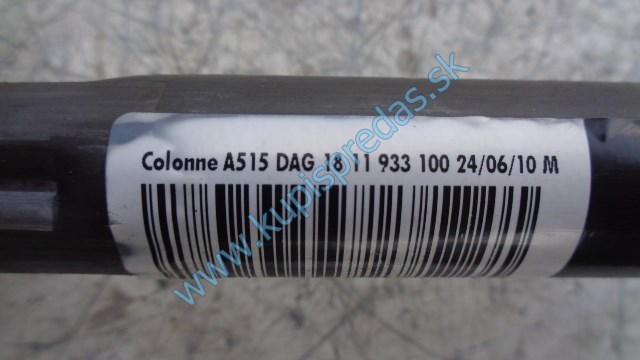 Colonne A515 DAG 18 11 933 100 24/06/10 M
www.kupispredas.sk